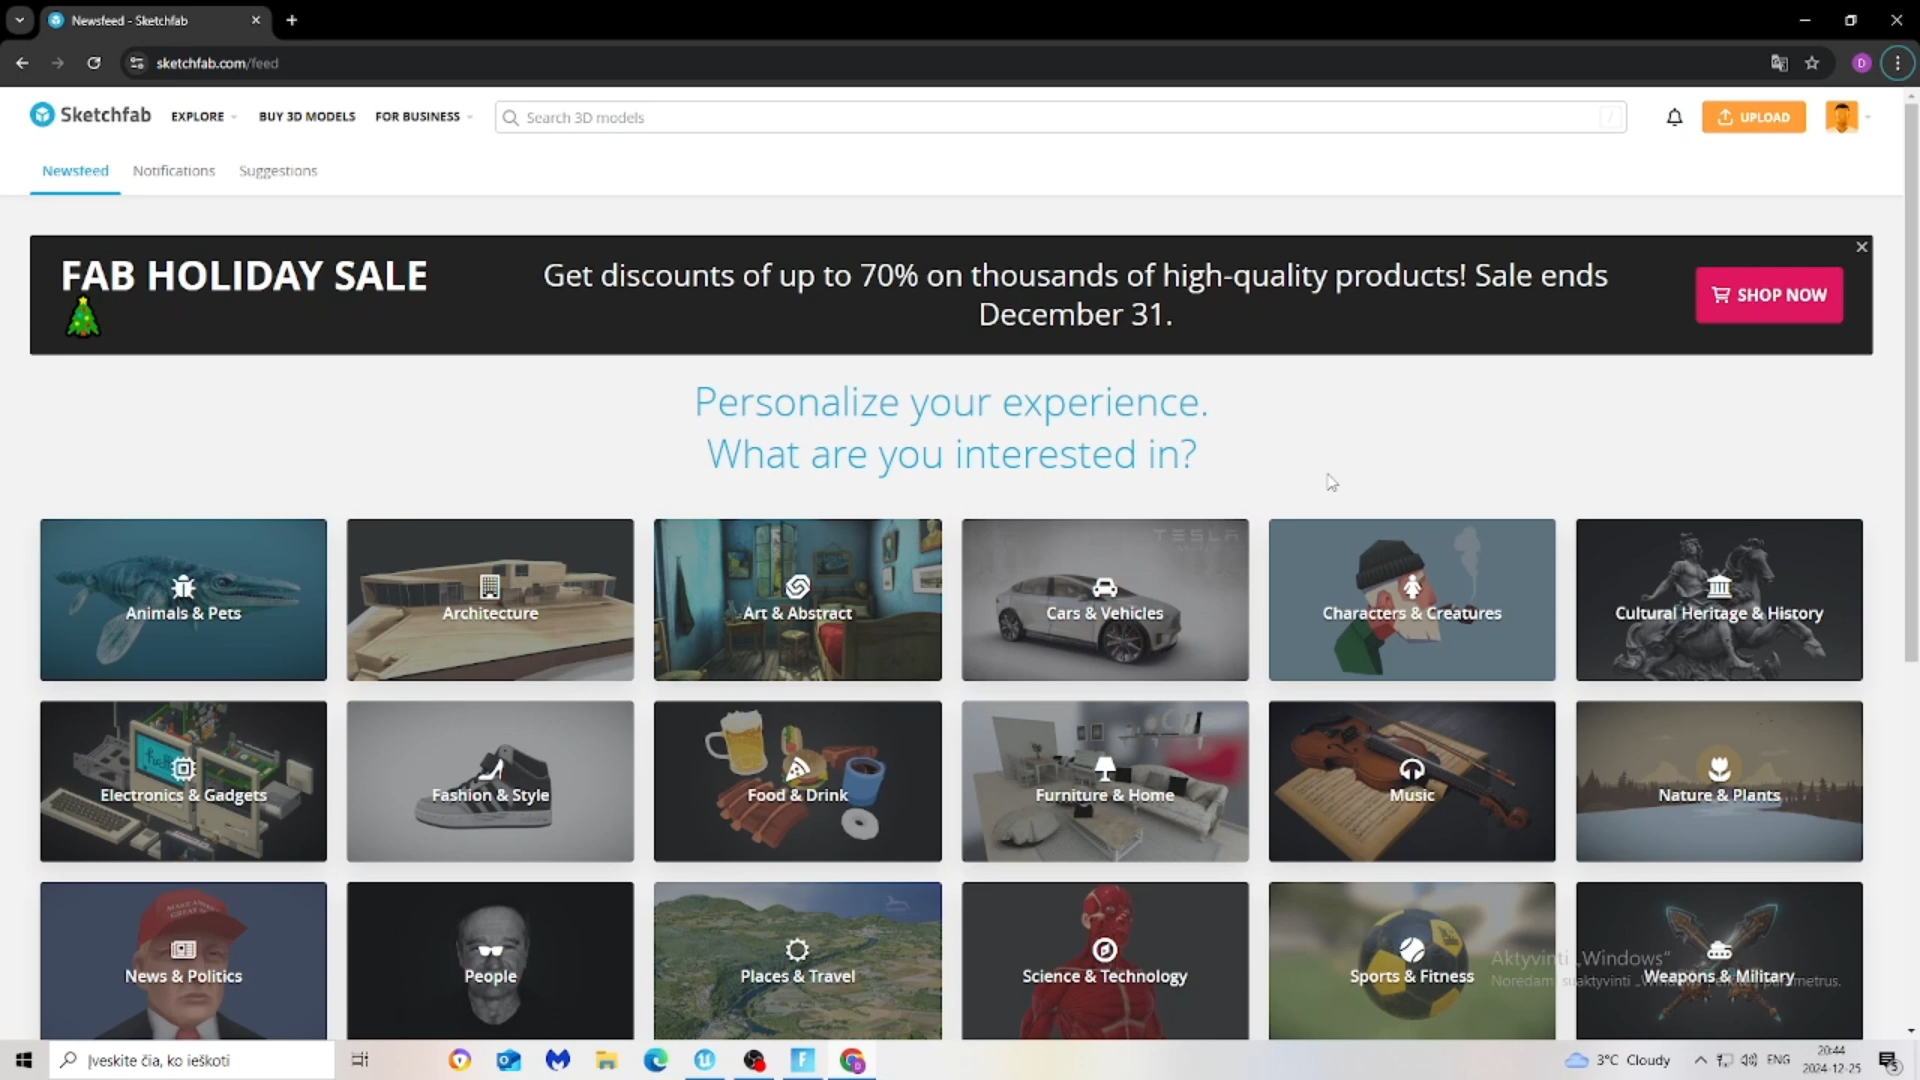 Newsfeed - Sketchfab
sketchfab.com/feed
D
Sketchfab EXPLORE BUY 3D MODELS FOR BUSINESS Search 3D models / UPLOAD
Newsfeed Notifications Suggestions
FAB HOLIDAY SALE
Get discounts of up to 70% on thousands of high-quality products! Sale ends
December 31.
SHOP NOW
Personalize your experience.
What are you interested in?
TESLA
Animals & Pets Architecture Art & Abstract Cars & Vehicles Characters & Creatures Cultural Heritage & History
Electronics & Gadgets Fashion & Style Food & Drink Furniture & Home Music Nature & Plants
MAKE AMERICA
GREAT
News & Politics People Places & Travel Science & Technology Sports & Fitness Weapons & Military
Aktyvinti „Windows“
Įveskite čia, ko ieškoti
3°C Cloudy
ENG
20:44
2024-12-25
5